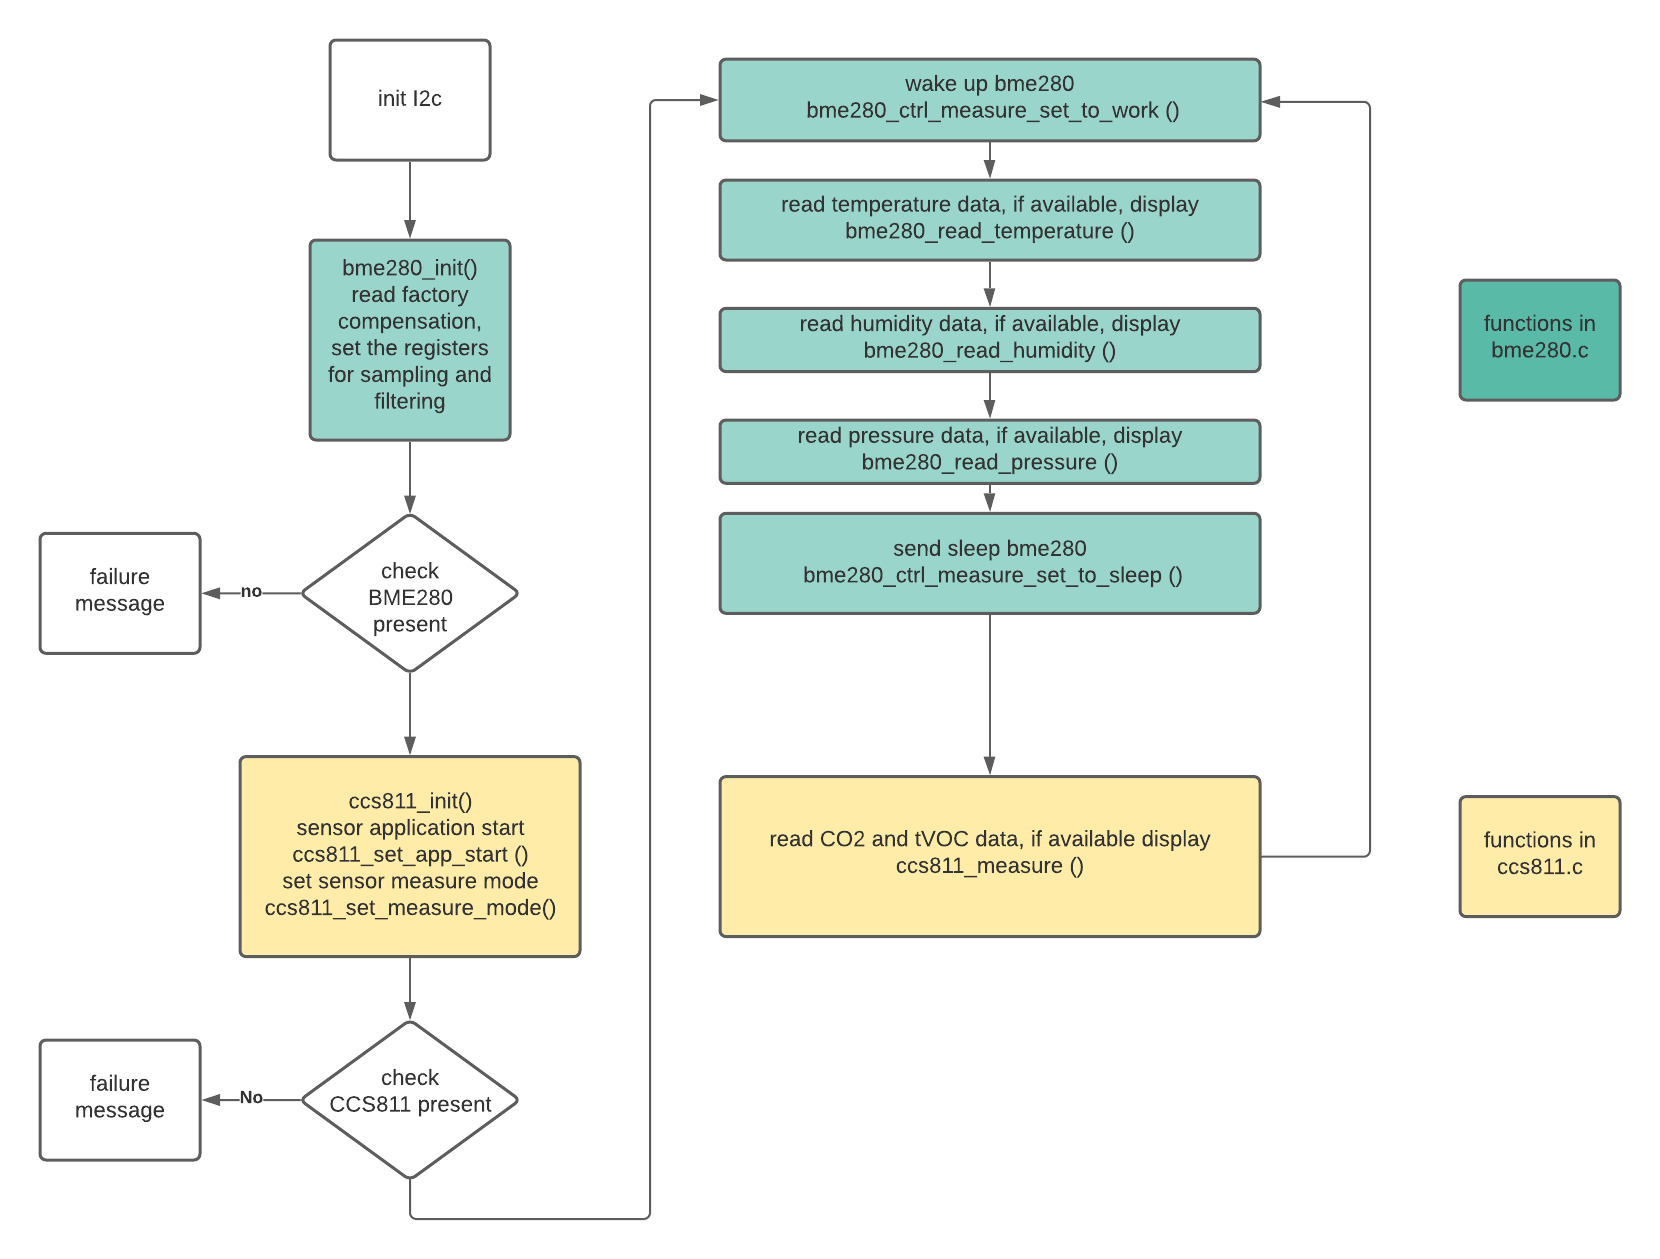 init I2c
bme280_init()
read factory
compensation,
set the registers
for sampling and
filtering
check
BME280
present
no
failure
message
ccs811_init()
sensor application start
ccs811_set_app_start ()
set sensor measure mode
ccs811_set_measure_mode()
check
CCS811 present
No
failure
message
wake up bme280
bme280_ctrl_measure_set_to_work ()
read temperature data, if available, display
bme280_read_temperature ()
read humidity data, if available, display
bme280_read_humidity ()
read pressure data, if available, display
bme280_read_pressure ()
send sleep bme280
bme280_ctrl_measure_set_to_sleep ()
read CO2 and tVOC data, if available display
ccs811_measure ()
functions in
bme280.c
functions in
ccs811.c